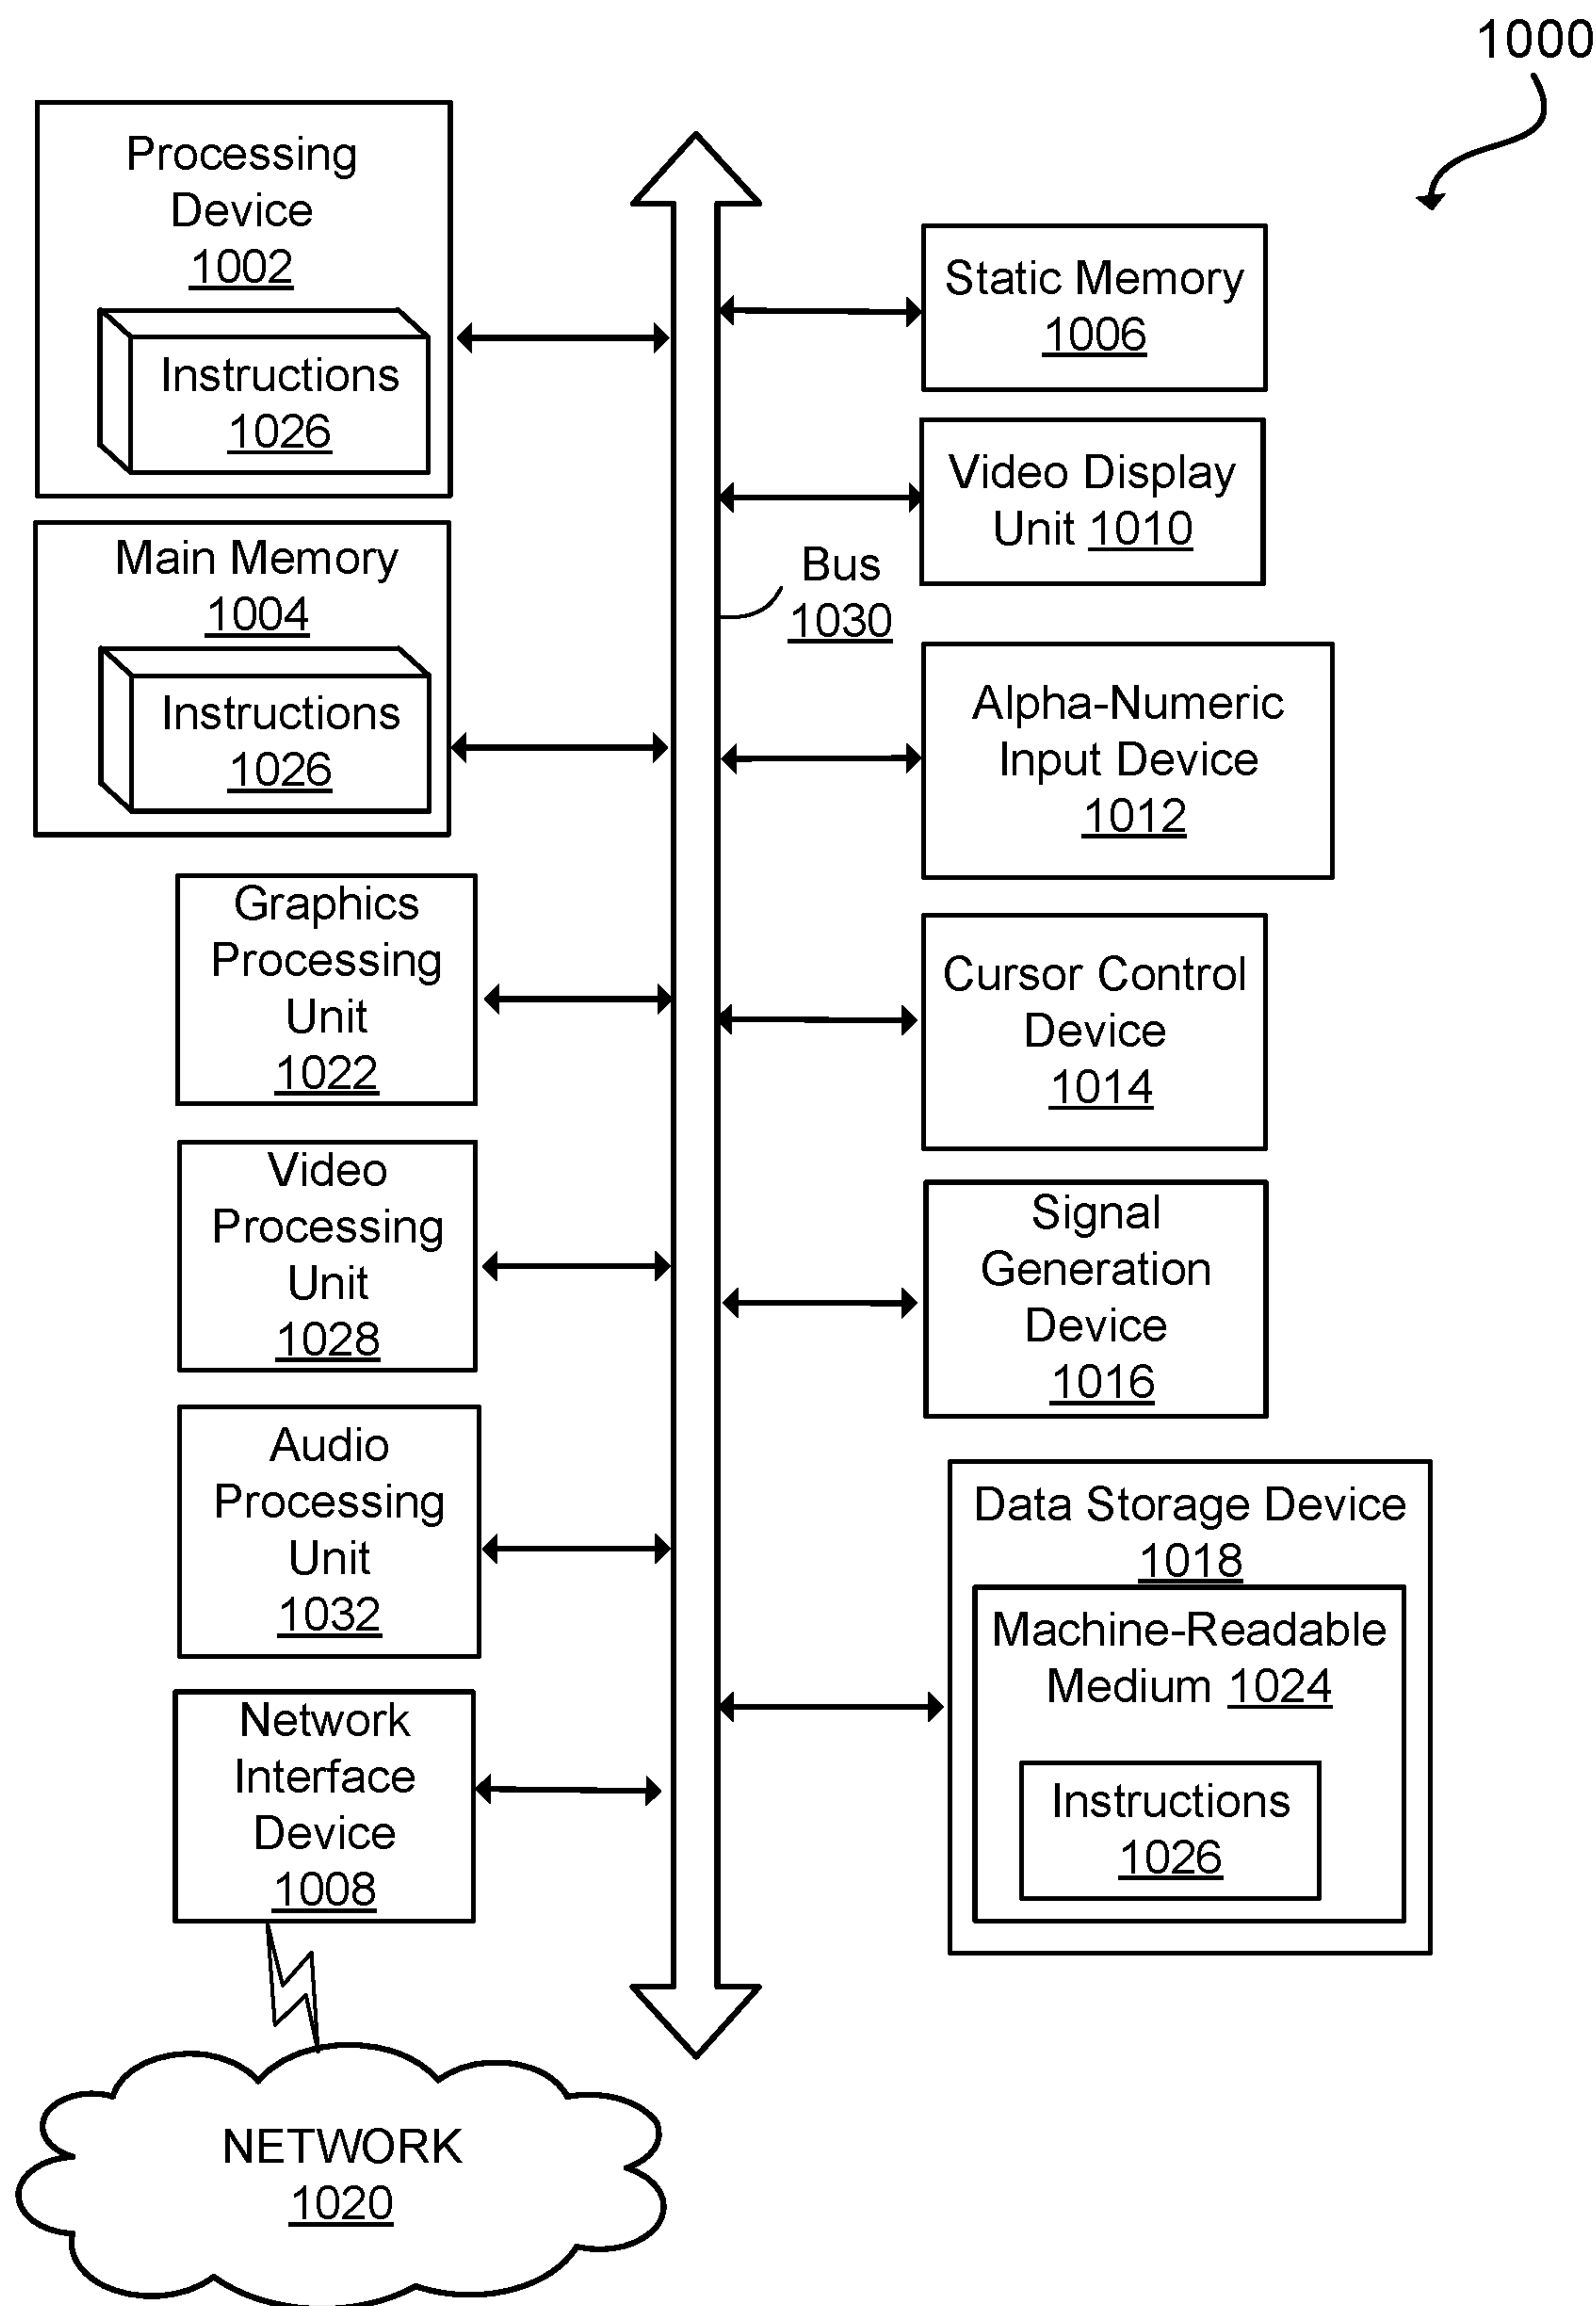 1000
Processing
Device
1002
Instructions
1026
Main Memory
1004
Instructions
1026
Graphics
Processing
Unit
1022
Video
Processing
Unit
1028
Audio
Processing
Unit
1032
Network
Interface
Device
1008
NETWORK
1020
Bus
1030
Static Memory
1006
Video Display
Unit 1010
Alpha-Numeric
Input Device
1012
Cursor Control
Device
1014
Signal
Generation
Device
1016
Data Storage Device
1018
Machine-Readable
Medium 1024
Instructions
1026